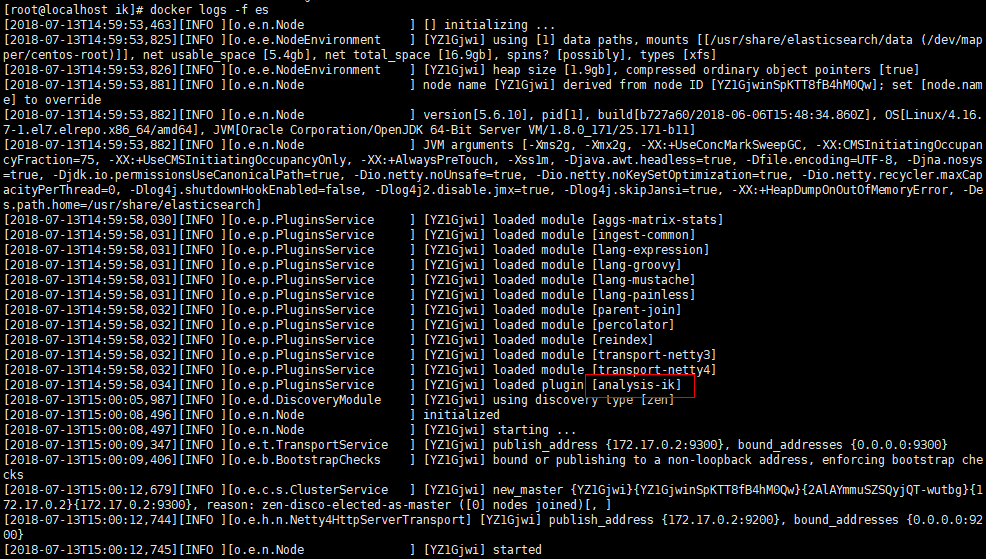 [root@localhost ik]# docker logs -f es
[2018-07-13T14:59:53,463][INFO ][o.e.n.Node               ] [] initializing ...
[2018-07-13T14:59:53,825][INFO ][o.e.e.NodeEnvironment    ] [YZ1Gjwi] using [1] data paths, mounts [[/usr/share/elasticsearch/data (/dev/map
per/centos-root)]], net usable_space [5.4gb], net total_space [16.9gb], spins? [possibly], types [xfs]
[2018-07-13T14:59:53,826][INFO ][o.e.e.NodeEnvironment    ] [YZ1Gjwi] heap size [1.9gb], compressed ordinary object pointers [true]
[2018-07-13T14:59:53,881][INFO ][o.e.n.Node               ] node name [YZ1Gjwi] derived from node ID [YZ1GjwinSpKTT8fB4hM0Qw]; set [node.nam
e] to override
[2018-07-13T14:59:53,882][INFO ][o.e.n.Node               ] version[5.6.10], pid[1], build[b727a60/2018-06-06T15:48:34.860Z], OS[Linux/4.16.
7-1.el7.elrepo.x86_64/amd64], JVM[Oracle Corporation/OpenJDK 64-Bit Server VM/1.8.0_171/25.171-b11]
[2018-07-13T14:59:53,882][INFO ][o.e.n.Node               ] JVM arguments [-Xms2g, -Xmx2g, -XX:+UseConcMarkSweepGC, -XX:CMSInitiatingOccupan
cyFraction=75, -XX:+UseCMSInitiatingOccupancyOnly, -XX:+AlwaysPreTouch, -Xss1m, -Djava.awt.headless=true, -Dfile.encoding=UTF-8, -Djna.nosys
=true, -Djdk.io.permissionsUseCanonicalPath=true, -Dio.netty.noUnsafe=true, -Dio.netty.noKeySetOptimization=true, -Dio.netty.recycler.maxCap
acityPerThread=0, -Dlog4j.shutdownHookEnabled=false, -Dlog4j2.disable.jmx=true, -Dlog4j.skipJansi=true, -XX:+HeapDumpOnOutOfMemoryError, -De
s.path.home=/usr/share/elasticsearch]
[2018-07-13T14:59:58,030][INFO ][o.e.p.PluginsService     ] [YZ1Gjwi] loaded module [aggs-matrix-stats]
[2018-07-13T14:59:58,031][INFO ][o.e.p.PluginsService     ] [YZ1Gjwi] loaded module [ingest-common]
[2018-07-13T14:59:58,031][INFO ][o.e.p.PluginsService     ] [YZ1Gjwi] loaded module [lang-expression]
[2018-07-13T14:59:58,031][INFO ][o.e.p.PluginsService     ] [YZ1Gjwi] loaded module [lang-groovy]
[2018-07-13T14:59:58,031][INFO ][o.e.p.PluginsService     ] [YZ1Gjwi] loaded module [lang-mustache]
[2018-07-13T14:59:58,031][INFO ][o.e.p.PluginsService     ] [YZ1Gjwi] loaded module [lang-painless]
[2018-07-13T14:59:58,032][INFO ][o.e.p.PluginsService     ] [YZ1Gjwi] loaded module [parent-join]
[2018-07-13T14:59:58,032][INFO ][o.e.p.PluginsService     ] [YZ1Gjwi] loaded module [percolator]
[2018-07-13T14:59:58,032][INFO ][o.e.p.PluginsService     ] [YZ1Gjwi] loaded module [reindex]
[2018-07-13T14:59:58,032][INFO ][o.e.p.PluginsService     ] [YZ1Gjwi] loaded module [transport-netty3]
[2018-07-13T14:59:58,032][INFO ][o.e.p.PluginsService     ] [YZ1Gjwi] loaded module [transport-netty4]
[2018-07-13T14:59:58,034][INFO ][o.e.p.PluginsService     ] [YZ1Gjwi] loaded plugin [analysis-ik]
[2018-07-13T15:00:05,987][INFO ][o.e.d.DiscoveryModule    ] [YZ1Gjwi] using discovery type [zen]
[2018-07-13T15:00:08,496][INFO ][o.e.n.Node               ] initialized
[2018-07-13T15:00:08,497][INFO ][o.e.n.Node               ] [YZ1Gjwi] starting ...
[2018-07-13T15:00:09,347][INFO ][o.e.t.TransportService   ] [YZ1Gjwi] publish_address {172.17.0.2:9300}, bound_addresses {0.0.0.0:9300}
[2018-07-13T15:00:09,406][INFO ][o.e.b.BootstrapChecks    ] [YZ1Gjwi] bound or publishing to a non-loopback address, enforcing bootstrap che
cks
[2018-07-13T15:00:12,679][INFO ][o.e.c.s.ClusterService   ] [YZ1Gjwi] new_master {YZ1Gjwi}{YZ1GjwinSpKTT8fB4hM0Qw}{2AlAYmmuSZSQyjQT-wutbg}{1
72.17.0.2}{172.17.0.2:9300}, reason: zen-disco-elected-as-master ([0] nodes joined)[, ]
[2018-07-13T15:00:12,744][INFO ][o.e.h.n.Netty4HttpServerTransport] [YZ1Gjwi] publish_address {172.17.0.2:9200}, bound_addresses {0.0.0.0:92
00}
[2018-07-13T15:00:12,745][INFO ][o.e.n.Node               ] [YZ1Gjwi] started